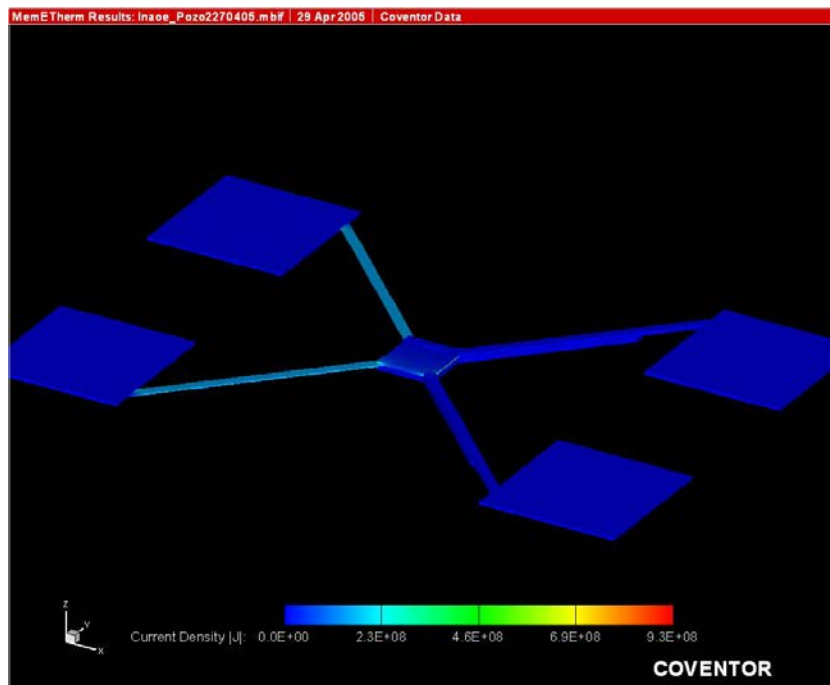 MemETherm Results: Inaoe_Pozo2270405.mbif | 29 Apr 2005 | Coventor Data
z
y
x
Current Density |J|: 0.0E+00 2.3E+08 4.6E+08 6.9E+08 9.3E+08
COVENTOR